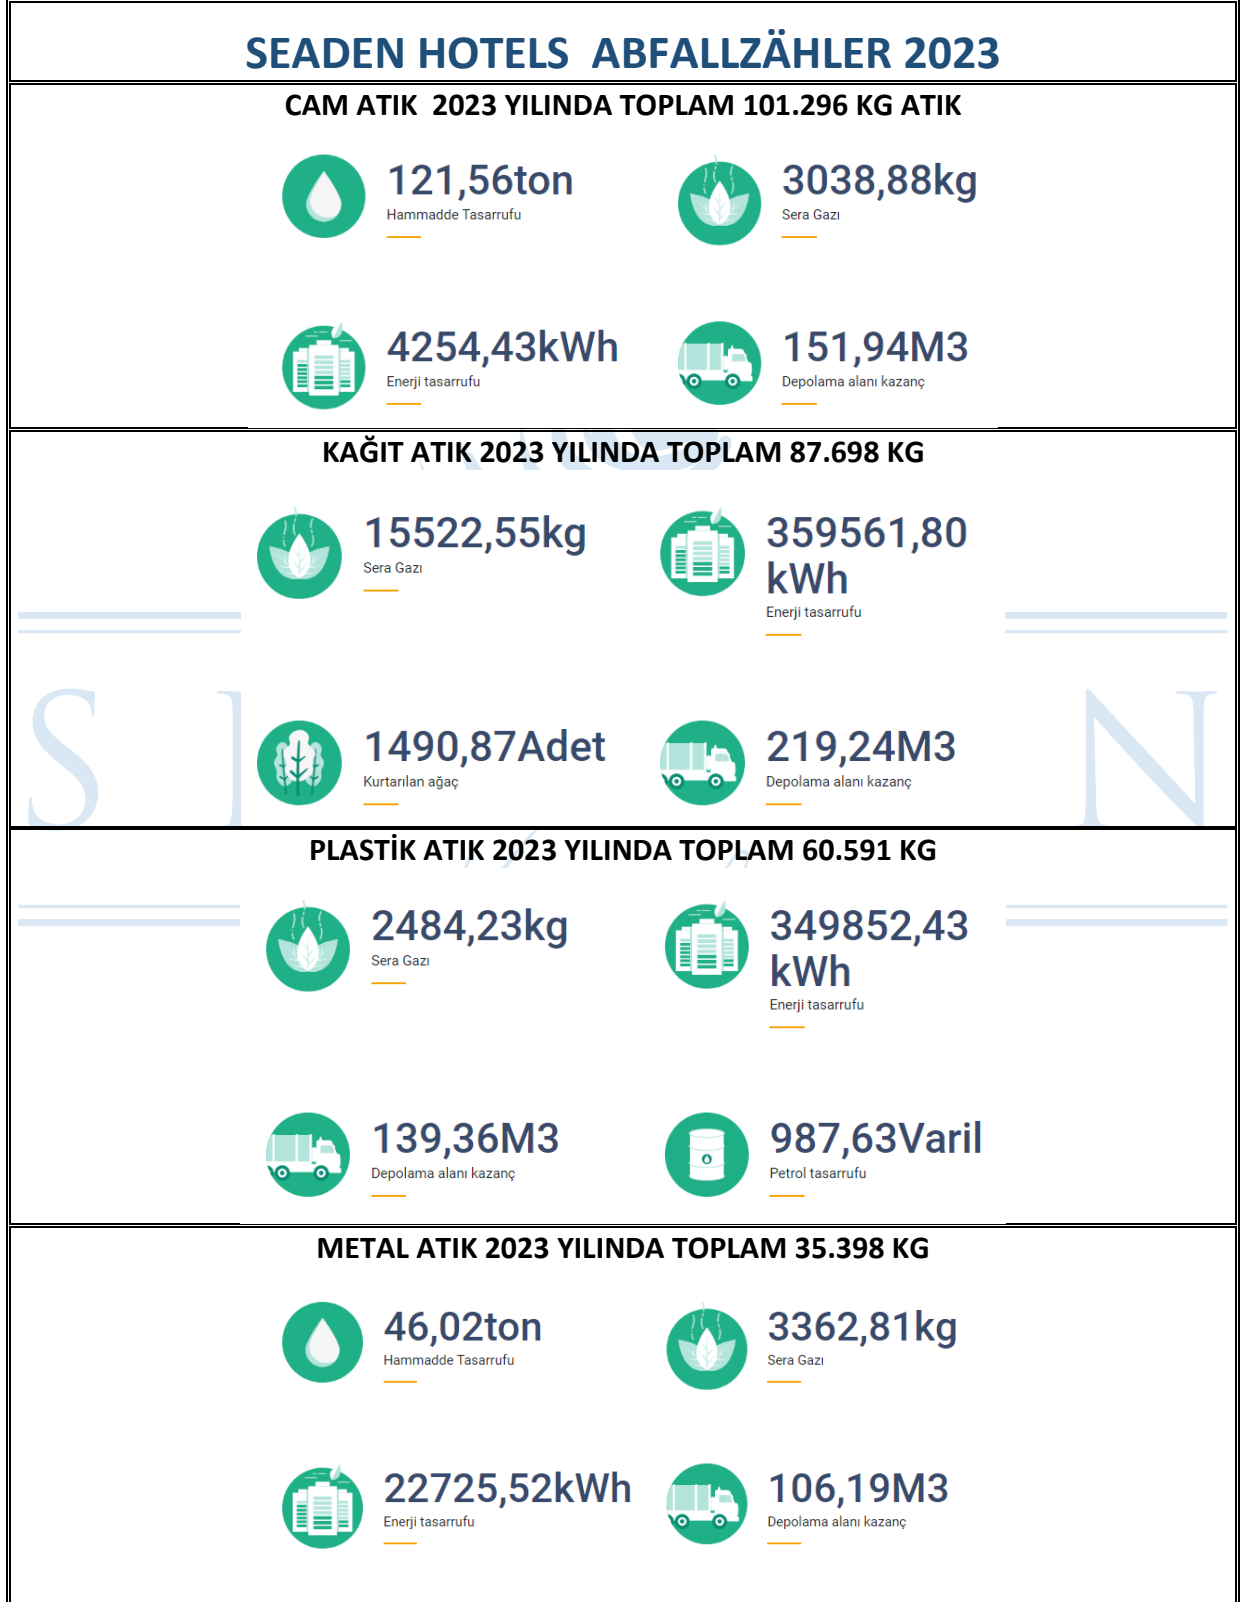 SEADEN HOTELS ABFALLZÄHLER 2023
CAM ATIK 2023 YILINDA TOPLAM 101.296 KG ATIK
121,56ton
Hammadde Tasarrufu
3038,88kg
Sera Gazı
4254,43kWh
Enerji tasarrufu
151,94M3
Depolama alanı kazanç
KAĞIT ATIK 2023 YILINDA TOPLAM 87.698 KG
15522,55kg
Sera Gazı
359561,80
kWh
Enerji tasarrufu
1490,87Adet
Kurtarılan ağaç
219,24M3
Depolama alanı kazanç
PLASTİK ATIK 2023 YILINDA TOPLAM 60.591 KG
2484,23kg
Sera Gazı
349852,43
kWh
Enerji tasarrufu
139,36M3
Depolama alanı kazanç
987,63Varil
Petrol tasarrufu
METAL ATIK 2023 YILINDA TOPLAM 35.398 KG
46,02ton
Hammadde Tasarrufu
3362,81kg
Sera Gazı
22725,52kWh
Enerji tasarrufu
106,19M3
Depolama alanı kazanç